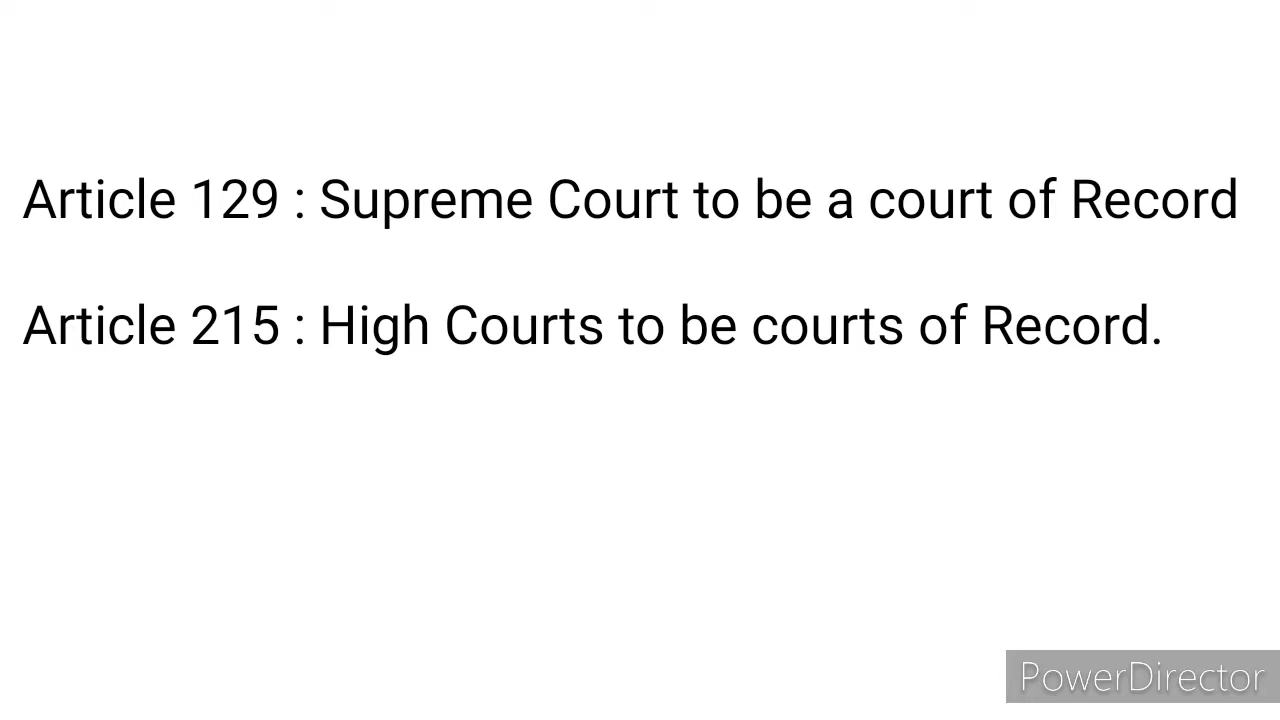 Article 129 : Supreme Court to be a court of Record
Article 215 : High Courts to be courts of Record.
PowerDirector